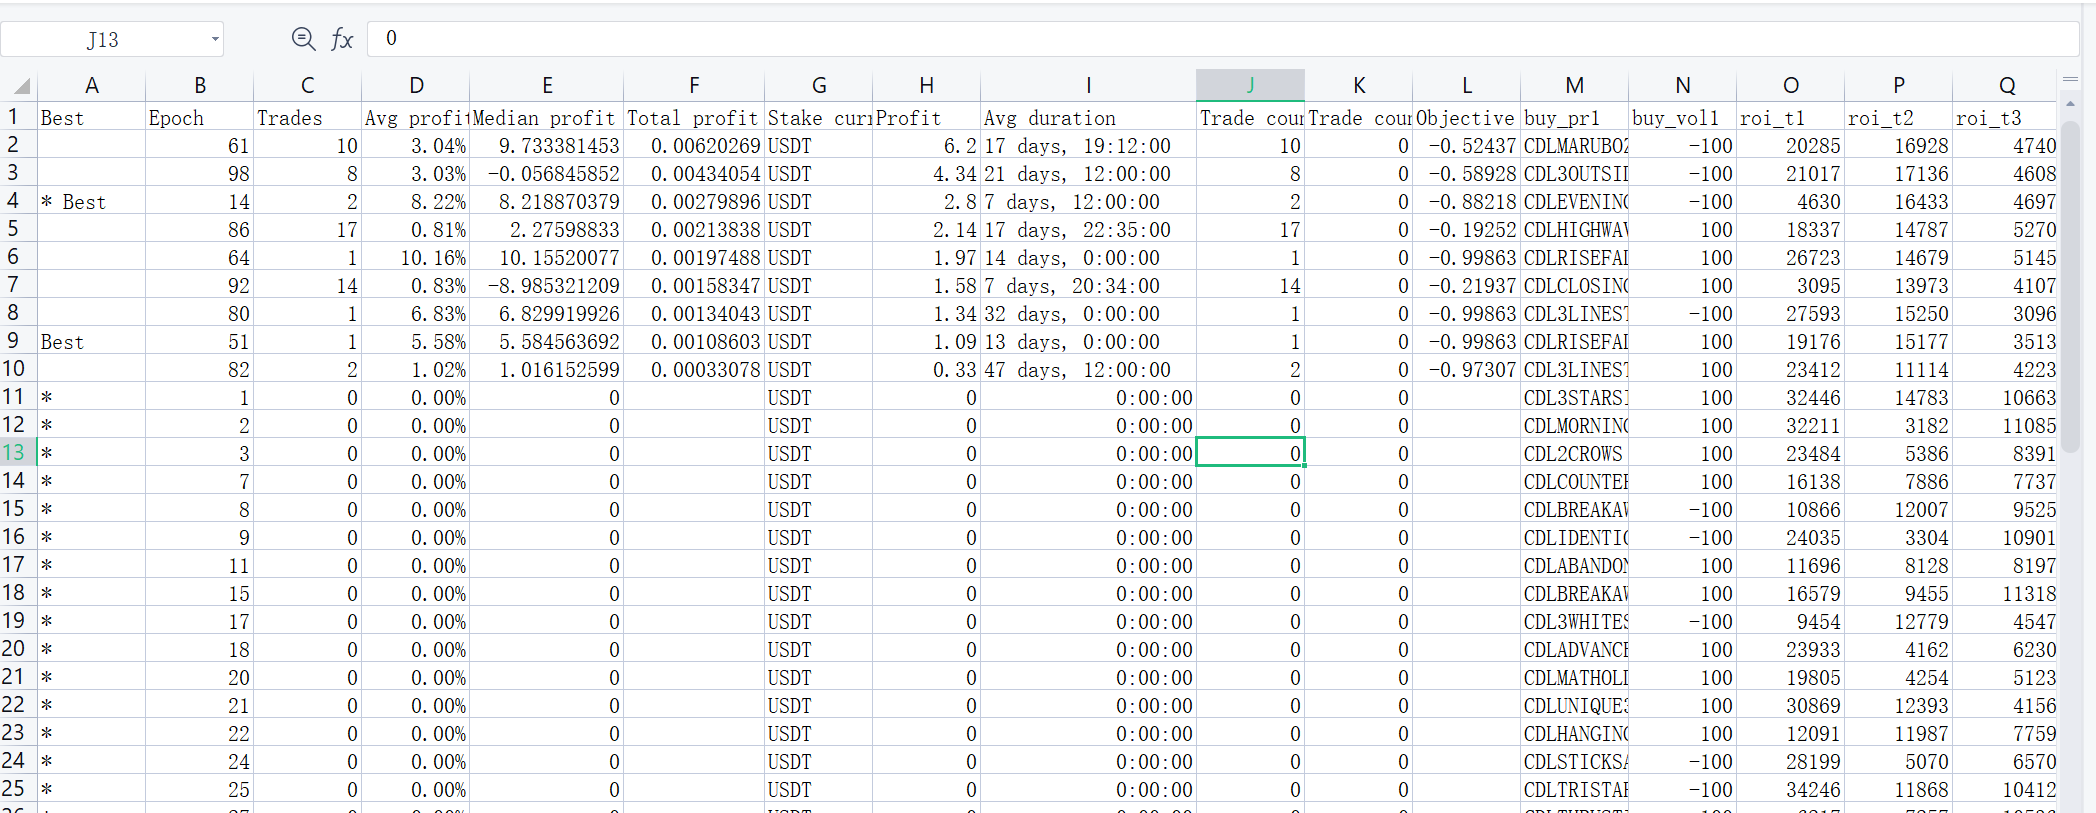 J13 fx 0
A B C D E F G H I J K L M N O P Q
1 Best Epoch Trades Avg profit Median profit Total profit Stake curr Profit Avg duration Trade cour Trade cour Objective buy_pr1 buy_vol1 roi_t1 roi_t2 roi_t3
2 61 10 3.04% 9.733381453 0.00620269 USDT 6.2 17 days, 19:12:00 10 0 -0.52437 CDLMARUBOZ -100 20285 16928 4740
3 98 8 3.03% -0.056845852 0.00434054 USDT 4.34 21 days, 12:00:00 8 0 -0.58928 CDL3OUTSID -100 21017 17136 4608
4 * Best 14 2 8.22% 8.218870379 0.00279896 USDT 2.8 7 days, 12:00:00 2 0 -0.88218 CDLEVENING -100 4630 16433 4697
5 86 17 0.81% 2.27598833 0.00213838 USDT 2.14 17 days, 22:35:00 17 0 -0.19252 CDLHIGHWAV 100 18337 14787 5270
6 64 1 10.16% 10.15520077 0.00197488 USDT 1.97 14 days, 0:00:00 1 0 -0.99863 CDLRISEFAL 100 26723 14679 5145
7 92 14 0.83% -8.985321209 0.00158347 USDT 1.58 7 days, 20:34:00 14 0 -0.21937 CDLCLOSING 100 3095 13973 4107
8 80 1 6.83% 6.829919926 0.00134043 USDT 1.34 32 days, 0:00:00 1 0 -0.99863 CDL3LINEST -100 27593 15250 3096
9 Best 51 1 5.58% 5.584563692 0.00108603 USDT 1.09 13 days, 0:00:00 1 0 -0.99863 CDLRISEFAL 100 19176 15177 3513
10 82 2 1.02% 1.016152599 0.00033078 USDT 0.33 47 days, 12:00:00 2 0 -0.97307 CDL3LINEST 100 23412 11114 4223
11 * 1 0 0.00% 0 USDT 0 0:00:00 0 0 CDL3STARSI 100 32446 14783 10663
12 * 2 0 0.00% 0 USDT 0 0:00:00 0 0 CDLMORNING 100 32211 3182 11085
13 * 3 0 0.00% 0 USDT 0 0:00:00 0 0 CDL2CROWS 100 23484 5386 8391
14 * 7 0 0.00% 0 USDT 0 0:00:00 0 0 CDLCOUNTER 100 16138 7886 7737
15 * 8 0 0.00% 0 USDT 0 0:00:00 0 0 CDLBREAKAW -100 10866 12007 9525
16 * 9 0 0.00% 0 USDT 0 0:00:00 0 0 CDLIDENTIC -100 24035 3304 10901
17 * 11 0 0.00% 0 USDT 0 0:00:00 0 0 CDLABANDON 100 11696 8128 8197
18 * 15 0 0.00% 0 USDT 0 0:00:00 0 0 CDLBREAKAW 100 16579 9455 11318
19 * 17 0 0.00% 0 USDT 0 0:00:00 0 0 CDL3WHITES -100 9454 12779 4547
20 * 18 0 0.00% 0 USDT 0 0:00:00 0 0 CDLADVANCE 100 23933 4162 6230
21 * 20 0 0.00% 0 USDT 0 0:00:00 0 0 CDLMATHOLD 100 19805 4254 5123
22 * 21 0 0.00% 0 USDT 0 0:00:00 0 0 CDLUNIQUE3 100 30869 12393 4156
23 * 22 0 0.00% 0 USDT 0 0:00:00 0 0 CDLHANGING 100 12091 11987 7759
24 * 24 0 0.00% 0 USDT 0 0:00:00 0 0 CDLSTICKSA -100 28199 5070 6570
25 * 25 0 0.00% 0 USDT 0 0:00:00 0 0 CDLTRISTAR -100 34246 11868 10412